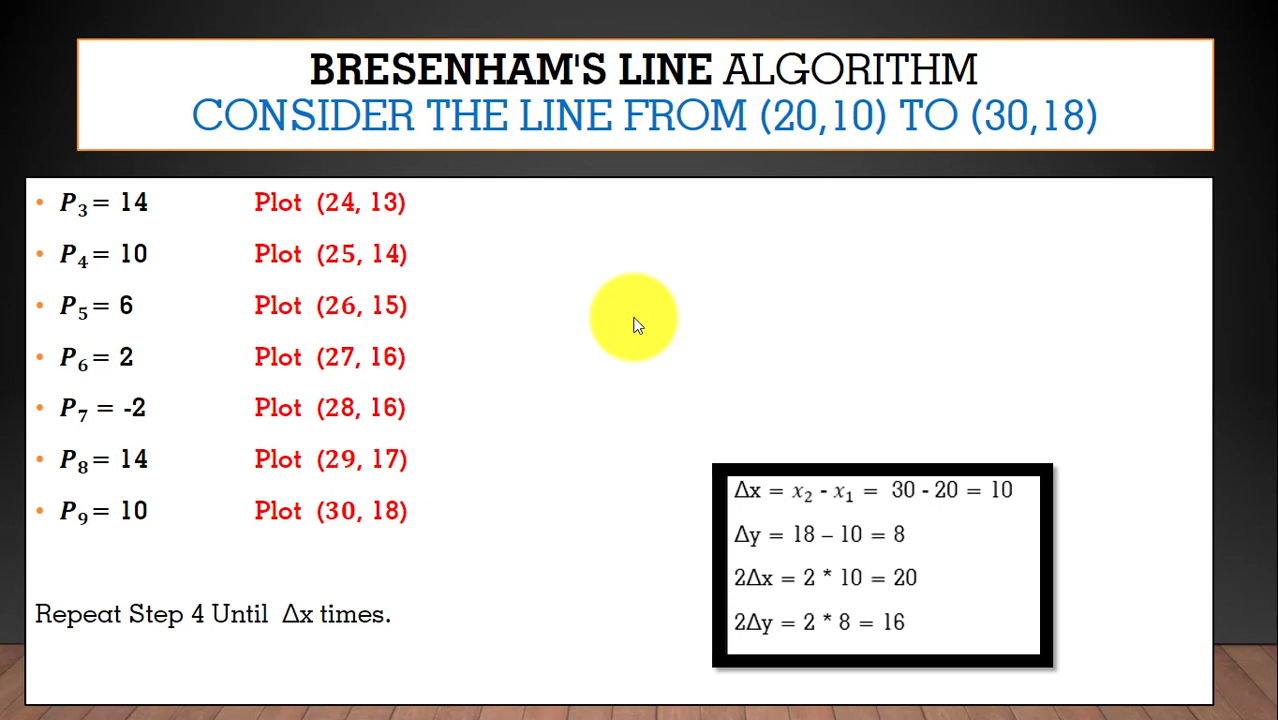 BRESENHAM'S LINE ALGORITHM
CONSIDER THE LINE FROM (20,10) TO (30,18)
• P₃ = 14 Plot (24, 13)
• P₄ = 10 Plot (25, 14)
• P₅ = 6 Plot (26, 15)
• P₆ = 2 Plot (27, 16)
• P₇ = -2 Plot (28, 16)
• P₈ = 14 Plot (29, 17)
• P₉ = 10 Plot (30, 18)
Repeat Step 4 Until Δx times.
Δx = x₂ - x₁ = 30 - 20 = 10
Δy = 18 – 10 = 8
2Δx = 2 * 10 = 20
2Δy = 2 * 8 = 16